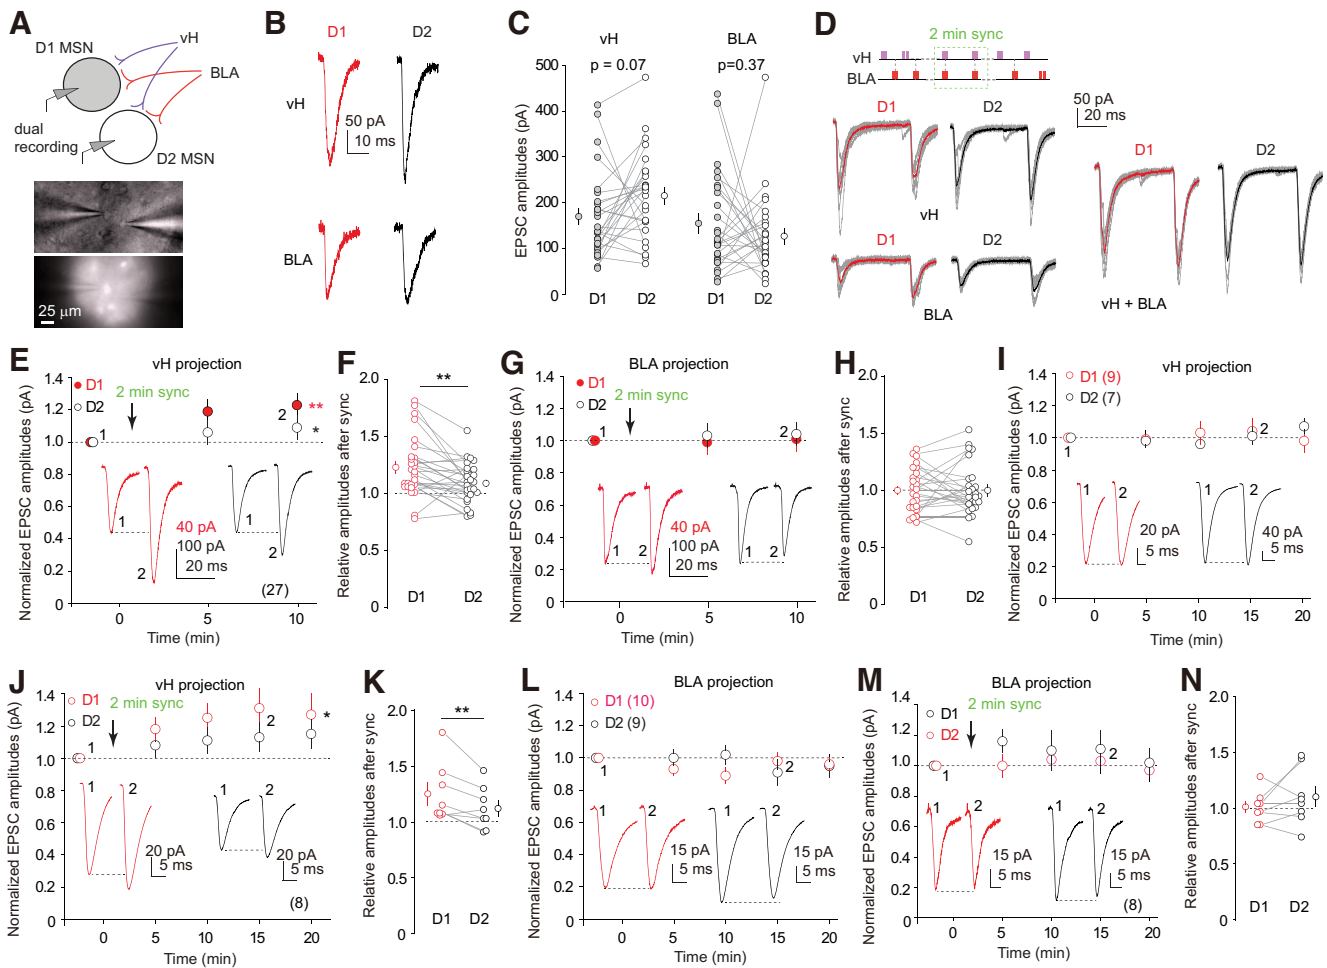 A
D1 MSN
vH
BLA
dual
recording
D2 MSN
25 μm
B
D1
D2
vH
50 pA
10 ms
BLA
C
vH
BLA
p = 0.07
p=0.37
EPSC amplitudes (pA)
500
400
300
200
100
0
D1
D2
D1
D2
D
2 min sync
vH
BLA
D1
D2
50 pA
20 ms
vH
D1
D2
BLA
D1
D2
vH + BLA
E
vH projection
Normalized EPSC amplitudes (pA)
1.4
1.2
1.0
0.8
0.6
0.4
0.2
0
D1
D2
2 min sync
1
2
**
*
1
2
40 pA
100 pA
20 ms
1
2
(27)
0
5
10
Time (min)
F
Relative amplitudes after sync
2.0
1.5
1.0
0.5
0
**
D1
D2
G
BLA projection
Normalized EPSC amplitudes (pA)
1.4
1.2
1.0
0.8
0.6
0.4
0.2
0
D1
D2
2 min sync
1
2
1
2
40 pA
100 pA
20 ms
1
2
0
5
10
Time (min)
H
Relative amplitudes after sync
2.0
1.5
1.0
0.5
0
D1
D2
I
vH projection
Normalized EPSC amplitudes (pA)
1.4
1.2
1.0
0.8
0.6
0.4
0.2
0
D1 (9)
D2 (7)
1
2
1
2
20 pA
5 ms
1
2
40 pA
5 ms
0
5
10
15
20
Time (min)
J
vH projection
Normalized EPSC amplitudes (pA)
1.4
1.2
1.0
0.8
0.6
0.4
0.2
0
D1
D2
2 min sync
1
2
*
1
2
20 pA
5 ms
1
2
20 pA
5 ms
(8)
0
5
10
15
20
Time (min)
K
Relative amplitudes after sync
2.0
1.5
1.0
0.5
0
**
D1
D2
L
BLA projection
Normalized EPSC amplitudes (pA)
1.4
1.2
1.0
0.8
0.6
0.4
0.2
0
D1 (10)
D2 (9)
1
2
1
2
15 pA
5 ms
1
2
15 pA
5 ms
0
5
10
15
20
Time (min)
M
BLA projection
Normalized EPSC amplitudes (pA)
1.4
1.2
1.0
0.8
0.6
0.4
0.2
0
D1
D2
2 min sync
1
2
1
2
15 pA
5 ms
1
2
15 pA
5 ms
(8)
0
5
10
15
20
Time (min)
N
Relative amplitudes after sync
2.0
1.5
1.0
0.5
0
D1
D2